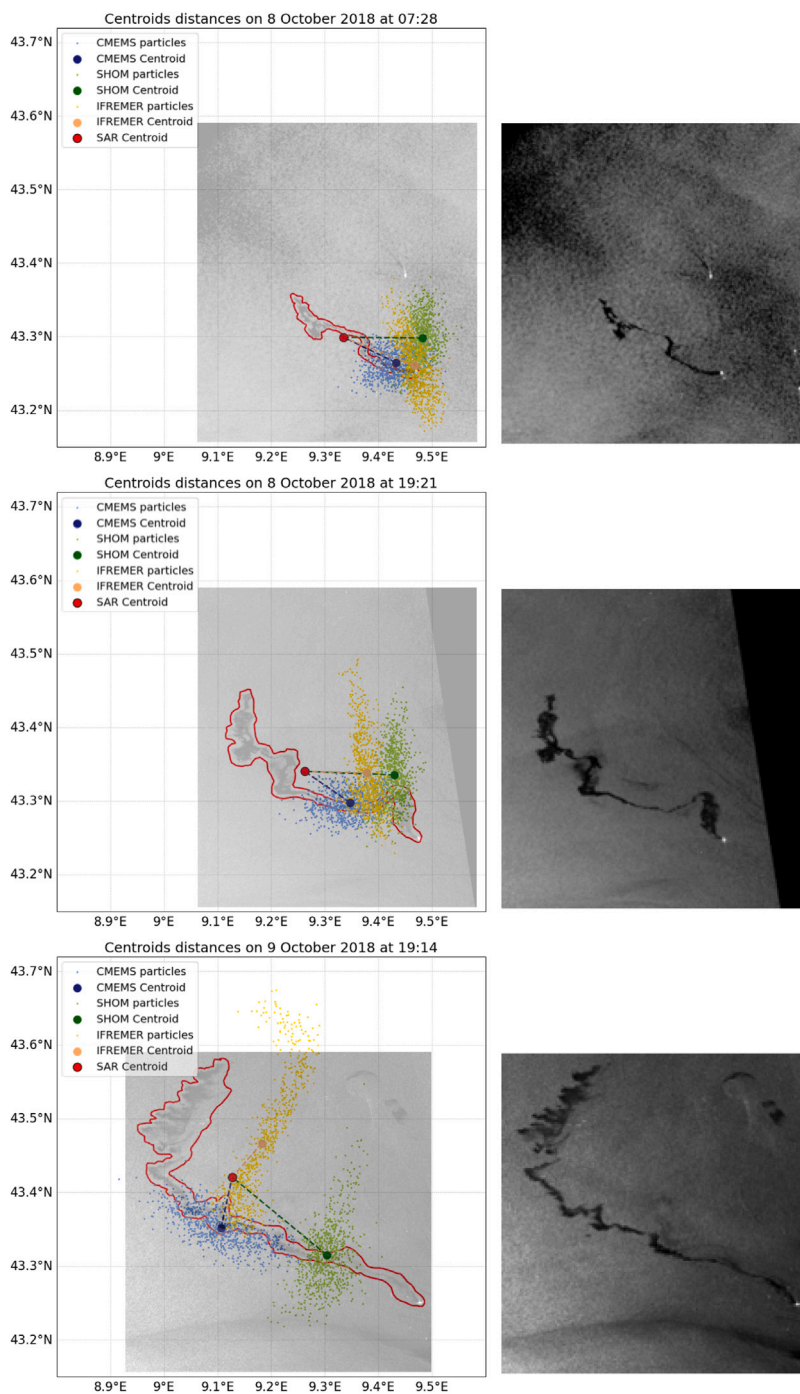 Centroids distances on 8 October 2018 at 07:28
43.7°N
43.6°N
43.5°N
43.4°N
43.3°N
43.2°N
CMEMS particles
CMEMS Centroid
SHOM particles
SHOM Centroid
IFREMER particles
IFREMER Centroid
SAR Centroid
8.9°E 9°E 9.1°E 9.2°E 9.3°E 9.4°E 9.5°E
Centroids distances on 8 October 2018 at 19:21
43.7°N
43.6°N
43.5°N
43.4°N
43.3°N
43.2°N
CMEMS particles
CMEMS Centroid
SHOM particles
SHOM Centroid
IFREMER particles
IFREMER Centroid
SAR Centroid
8.9°E 9°E 9.1°E 9.2°E 9.3°E 9.4°E 9.5°E
Centroids distances on 9 October 2018 at 19:14
43.7°N
43.6°N
43.5°N
43.4°N
43.3°N
43.2°N
CMEMS particles
CMEMS Centroid
SHOM particles
SHOM Centroid
IFREMER particles
IFREMER Centroid
SAR Centroid
8.9°E 9°E 9.1°E 9.2°E 9.3°E 9.4°E 9.5°E